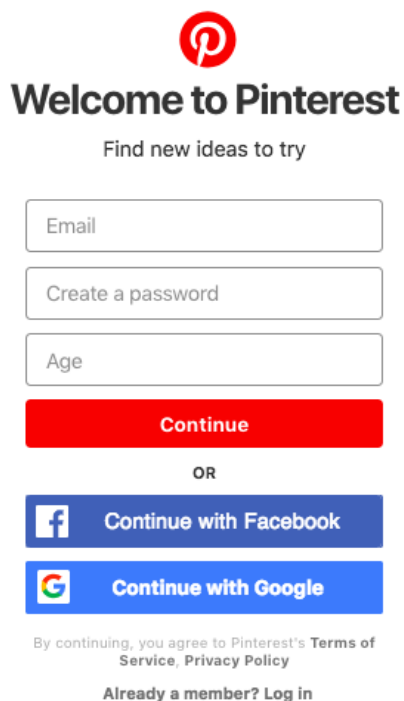 Welcome to Pinterest
Find new ideas to try
Email
Create a password
Age
Continue
OR
Continue with Facebook
Continue with Google
By continuing, you agree to Pinterest's Terms of
Service, Privacy Policy
Already a member? Log in